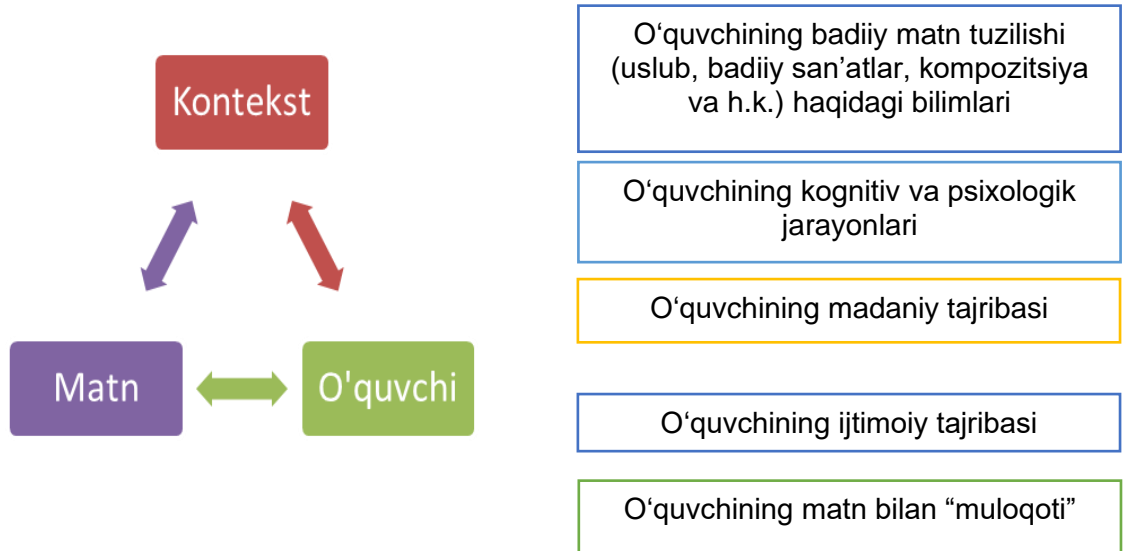 Kontekst
Matn
O'quvchi
O‘quvchining badiiy matn tuzilishi
(uslub, badiiy san’atlar, kompozitsiya
va h.k.) haqidagi bilimlari
O‘quvchining kognitiv va psixologik
jarayonlari
O‘quvchining madaniy tajribasi
O‘quvchining ijtimoiy tajribasi
O‘quvchining matn bilan “muloqoti”